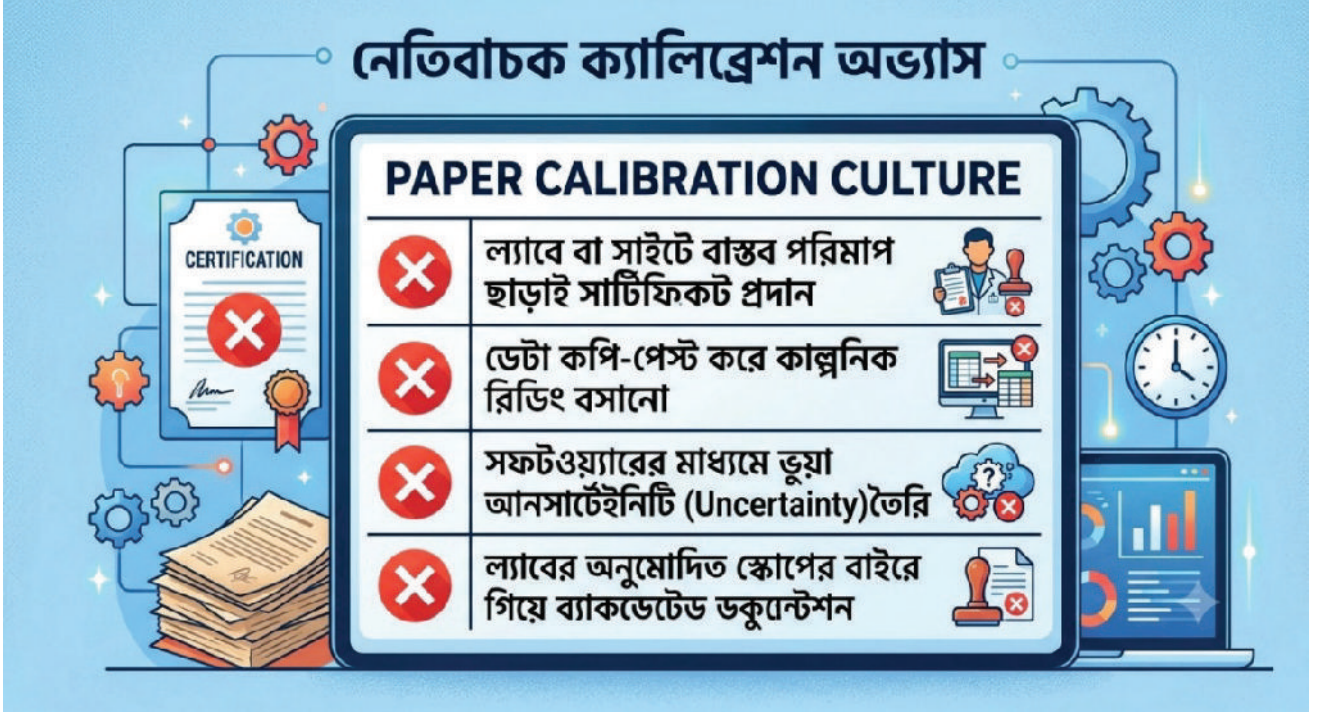 নেতিবাচক ক্যালিব্রেশন অভ্যাস
PAPER CALIBRATION CULTURE
CERTIFICATION
ল্যাবে বা সাইটে বাস্তব পরিমাপ
ছাড়াই সার্টিফিকট প্রদান
ডেটা কপি-পেস্ট করে কাল্পনিক
রিডিং বসানো
সফটওয়্যারের মাধ্যমে ভুয়া
আনসার্টেইনিটি (Uncertainty)তৈরি
ল্যাবের অনুমোদিত স্কোপের বাইরে
গিয়ে ব্যাকডেটেড ডকুন্টেশন